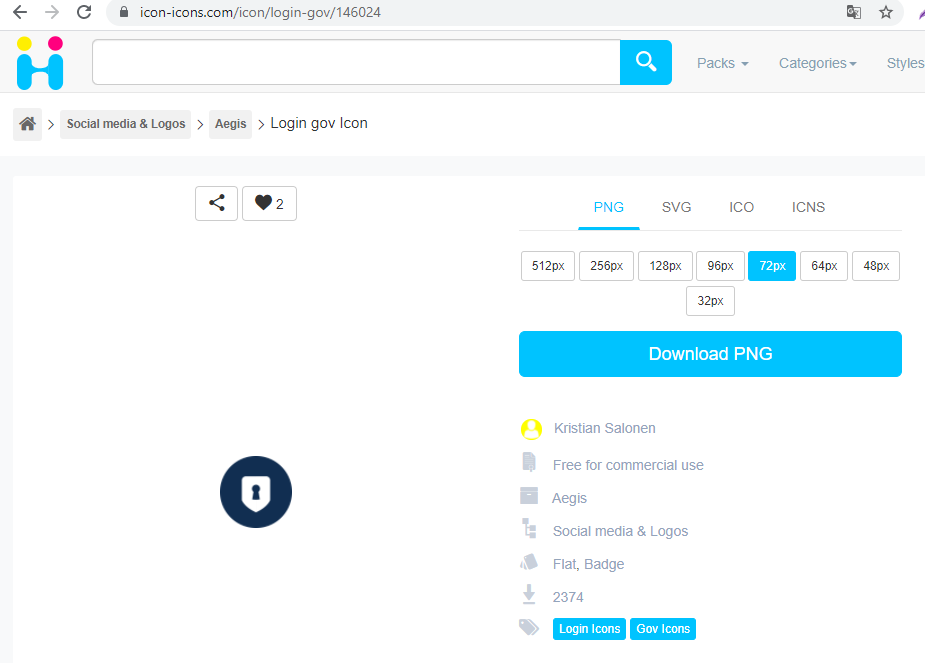 icon-icons.com/icon/login-gov/146024
Packs
Categories
Styles
Social media & Logos
Aegis
Login gov Icon
2
PNG SVG ICO ICNS
512px 256px 128px 96px 72px 64px 48px
32px
Download PNG
Kristian Salonen
Free for commercial use
Aegis
Social media & Logos
Flat, Badge
2374
Login Icons Gov Icons